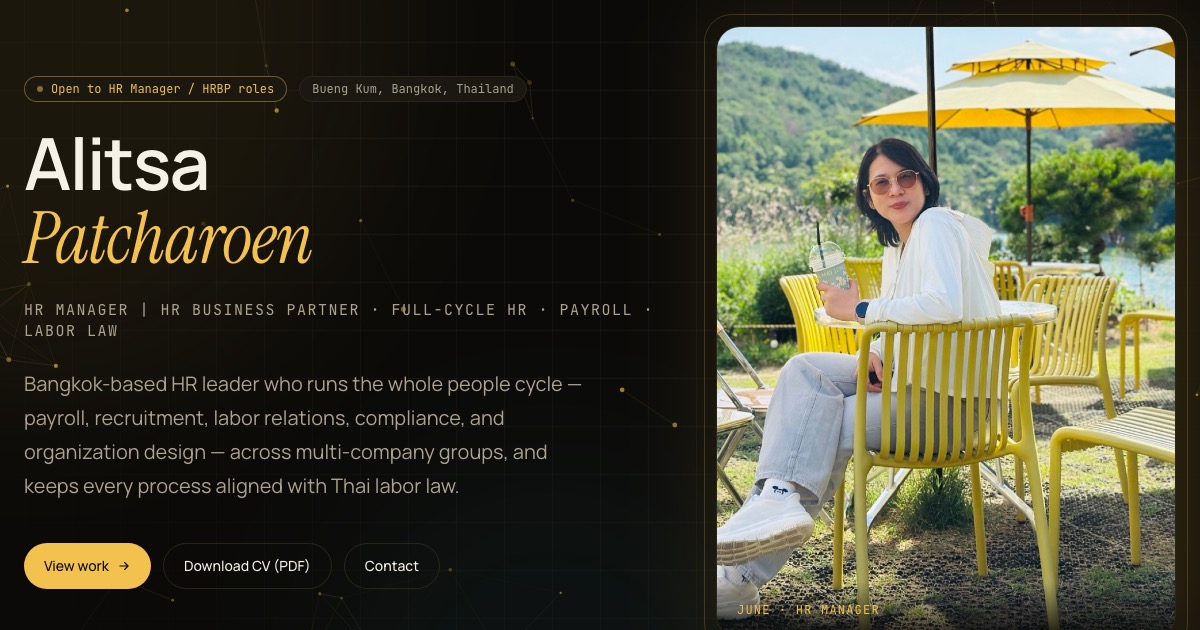 Open to HR Manager / HRBP roles
Bueng Kum, Bangkok, Thailand
Alitsa
Patcharoen
HR MANAGER | HR BUSINESS PARTNER · FULL-CYCLE HR · PAYROLL ·
LABOR LAW
Bangkok-based HR leader who runs the whole people cycle —
payroll, recruitment, labor relations, compliance, and
organization design — across multi-company groups, and
keeps every process aligned with Thai labor law.
View work →
Download CV (PDF)
Contact
JUNE · HR MANAGER